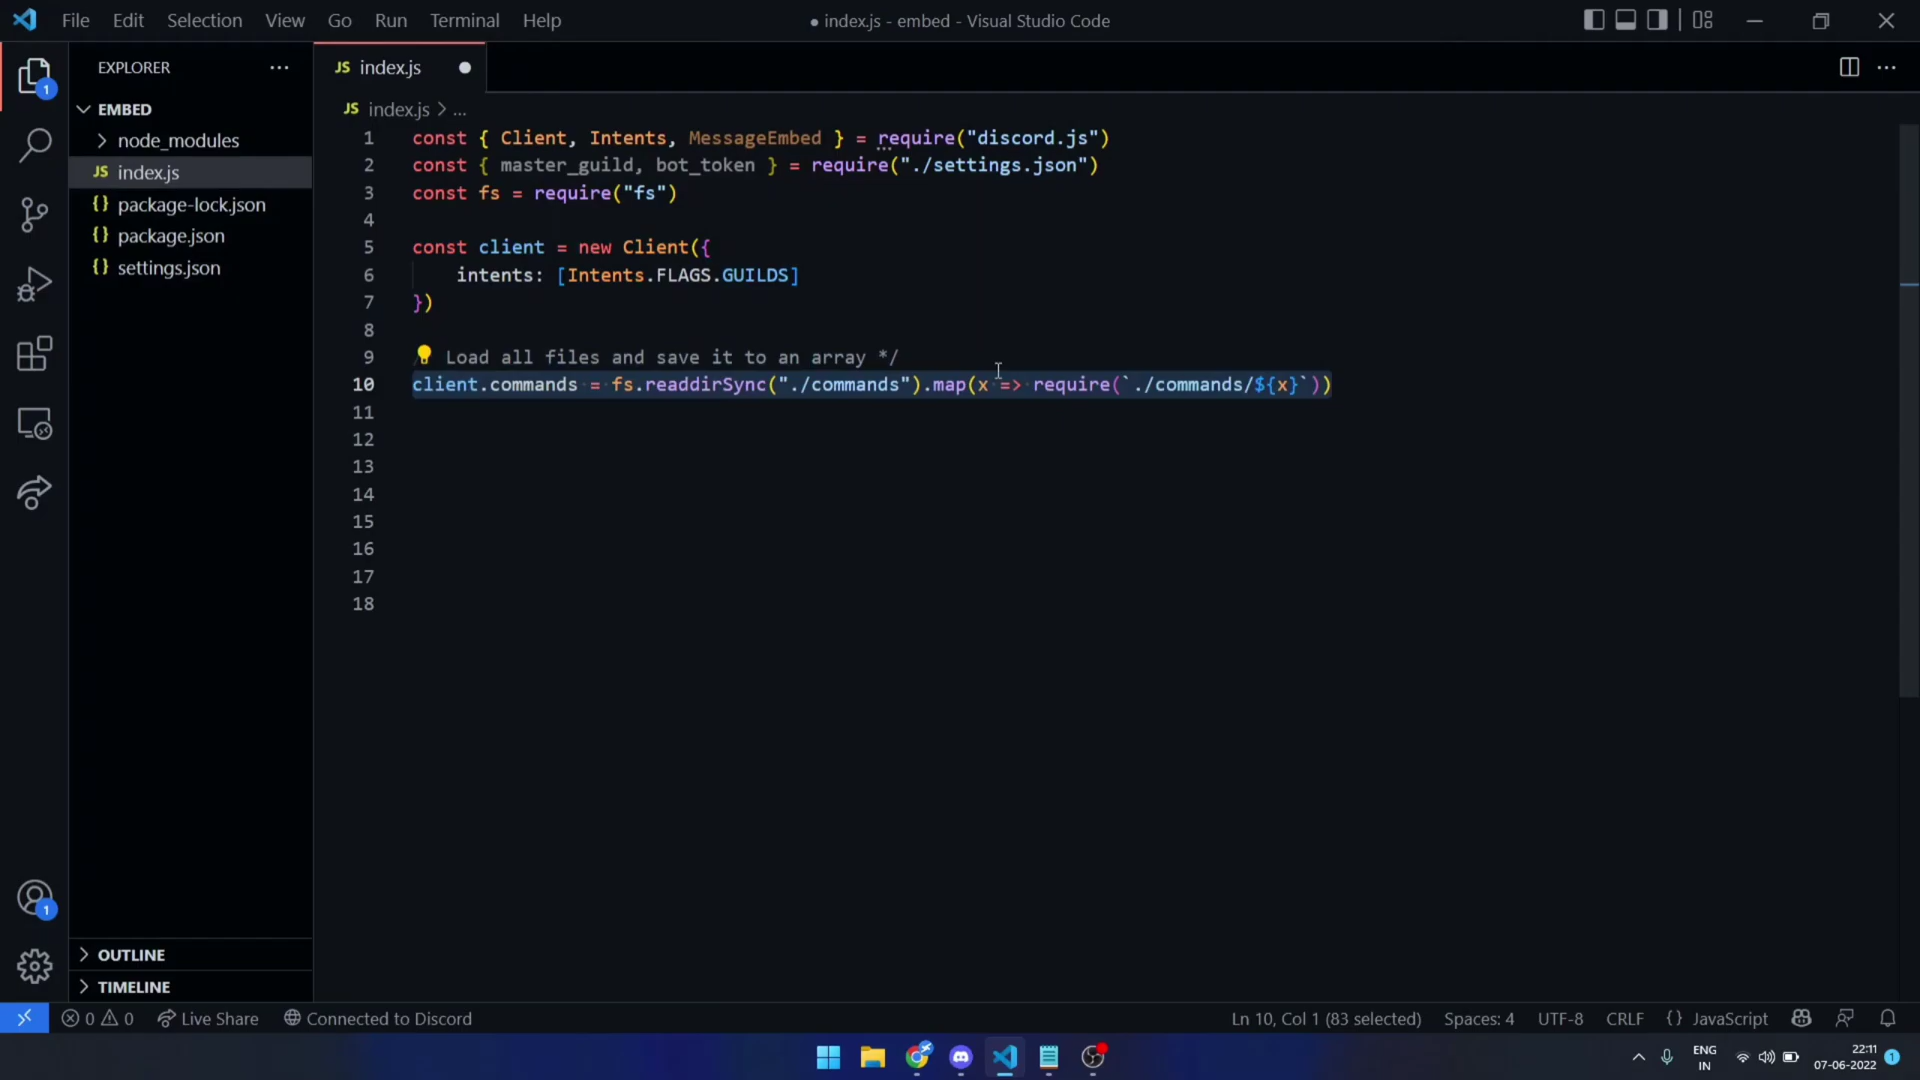 File Edit Selection View Go Run Terminal Help
● index.js - embed - Visual Studio Code
EXPLORER
1
EMBED
node_modules
JS index.js
{} package-lock.json
{} package.json
{} settings.json
JS index.js
JS index.js > ...
1 const { Client, Intents, MessageEmbed } = require("discord.js")
2 const { master_guild, bot_token } = require("./settings.json")
3 const fs = require("fs")
4
5 const client = new Client({
6 intents: [Intents.FLAGS.GUILDS]
7 })
8
9 Load all files and save it to an array */
10 client.commands = fs.readdirSync("./commands").map(x => require(`./commands/${x}`))
11
12
13
14
15
16
17
18
1
OUTLINE
TIMELINE
0 0 Live Share Connected to Discord
Ln 10, Col 1 (83 selected) Spaces: 4 UTF-8 CRLF {} JavaScript
ENG
IN
22:11
07-06-2022
1